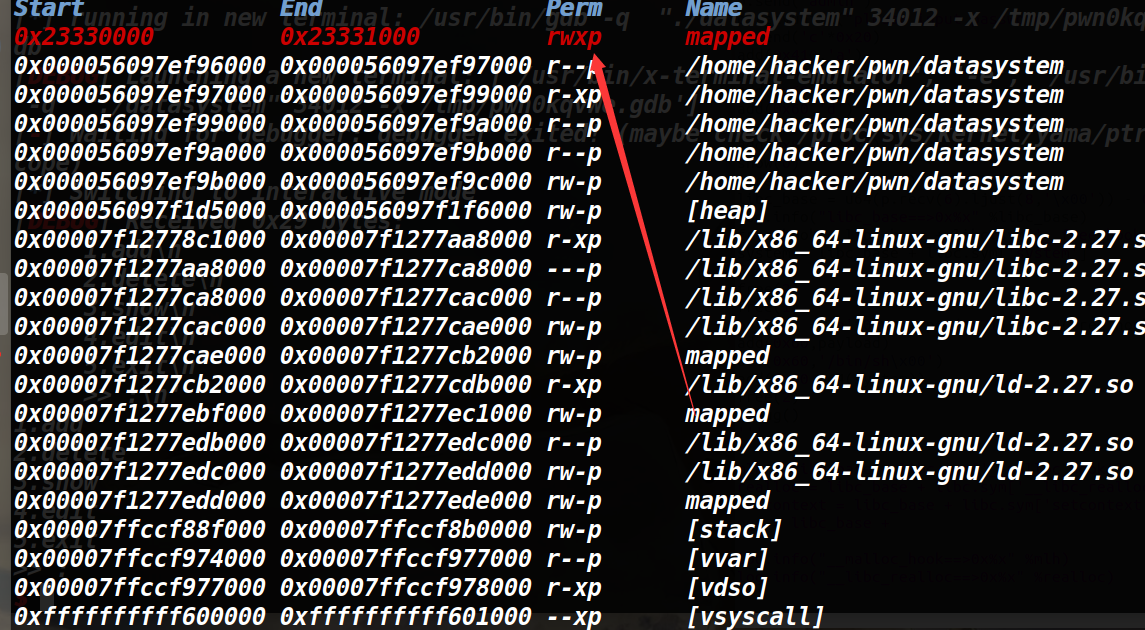 Start End Perm Name
0x23330000 0x23331000 rwxp mapped
0x000056097ef96000 0x000056097ef97000 r--p /home/hacker/pwn/datasystem
0x000056097ef97000 0x000056097ef99000 r-xp /home/hacker/pwn/datasystem
0x000056097ef99000 0x000056097ef9a000 r--p /home/hacker/pwn/datasystem
0x000056097ef9a000 0x000056097ef9b000 r--p /home/hacker/pwn/datasystem
0x000056097ef9b000 0x000056097ef9c000 rw-p /home/hacker/pwn/datasystem
0x000056097f1d5000 0x000056097f1f6000 rw-p [heap]
0x00007f12778c1000 0x00007f1277aa8000 r-xp /lib/x86_64-linux-gnu/libc-2.27.s
0x00007f1277aa8000 0x00007f1277ca8000 ---p /lib/x86_64-linux-gnu/libc-2.27.s
0x00007f1277ca8000 0x00007f1277cac000 r--p /lib/x86_64-linux-gnu/libc-2.27.s
0x00007f1277cac000 0x00007f1277cae000 rw-p /lib/x86_64-linux-gnu/libc-2.27.s
0x00007f1277cae000 0x00007f1277cb2000 rw-p mapped
0x00007f1277cb2000 0x00007f1277cdb000 r-xp /lib/x86_64-linux-gnu/ld-2.27.so
0x00007f1277ebf000 0x00007f1277ec1000 rw-p mapped
0x00007f1277edb000 0x00007f1277edc000 r--p /lib/x86_64-linux-gnu/ld-2.27.so
0x00007f1277edc000 0x00007f1277edd000 rw-p /lib/x86_64-linux-gnu/ld-2.27.so
0x00007f1277edd000 0x00007f1277ede000 rw-p mapped
0x00007ffccf88f000 0x00007ffccf8b0000 rw-p [stack]
0x00007ffccf974000 0x00007ffccf977000 r--p [vvar]
0x00007ffccf977000 0x00007ffccf978000 r-xp [vdso]
0xffffffffff600000 0xffffffffff601000 --xp [vsyscall]